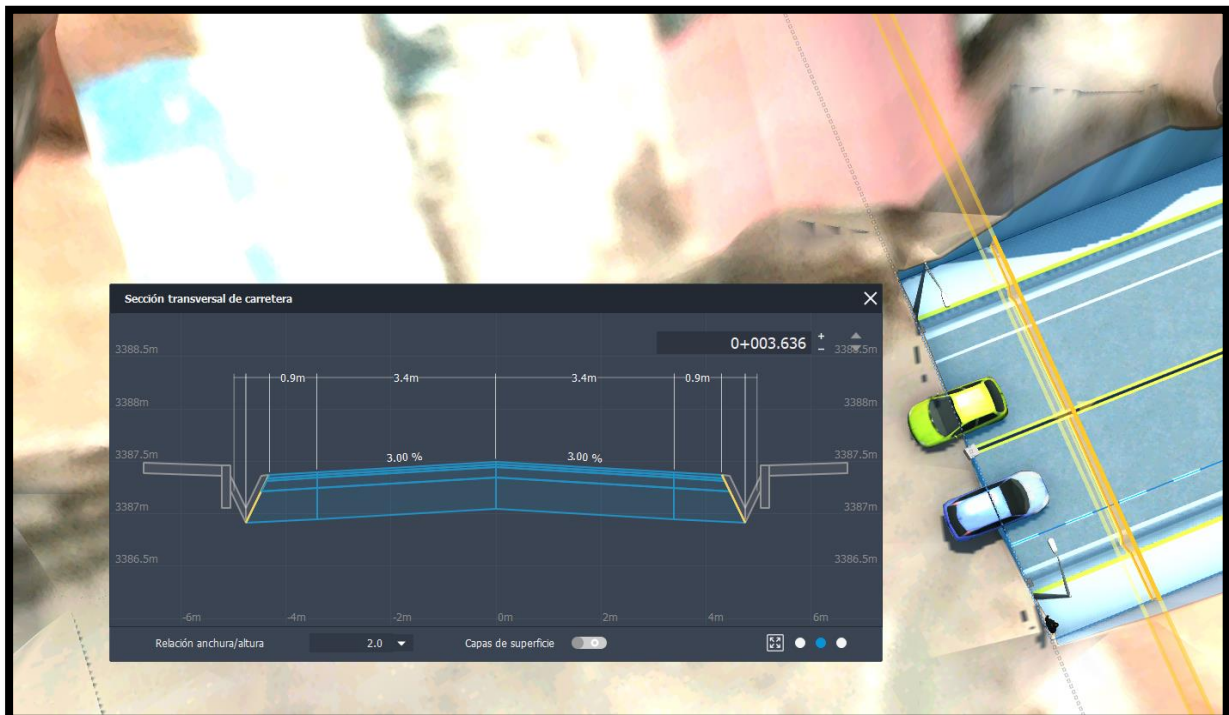 Sección transversal de carretera
0+003.636 + −
3388.5m 3388.5m
0.9m 3.4m 3.4m 0.9m
3388m 3388m
3387.5m 3.00 % 3.00 % 3387.5m
3387m 3387m
3386.5m 3386.5m
-6m -4m -2m 0m 2m 4m 6m
Relación anchura/altura 2.0 Capas de superficie